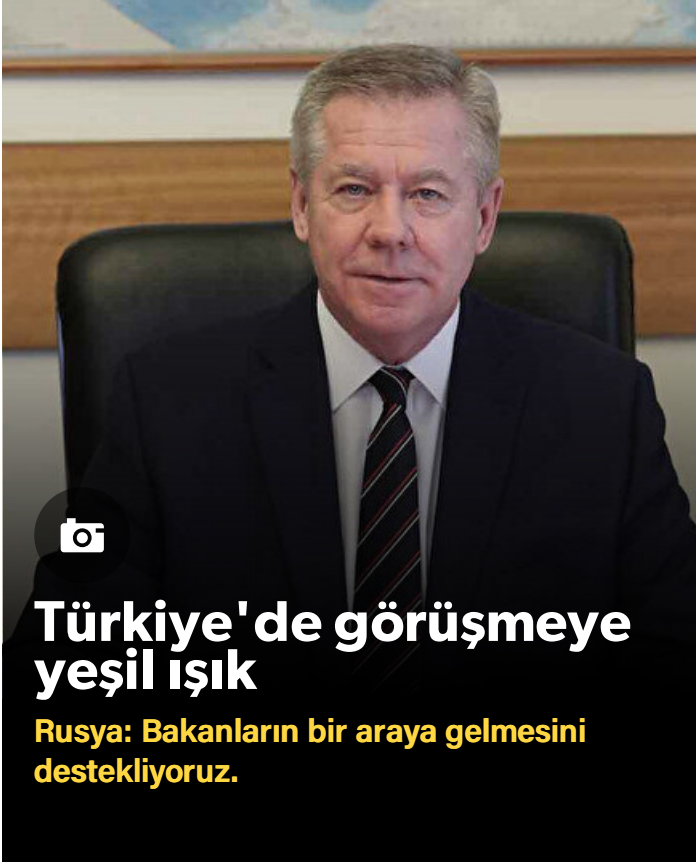 Türkiye'de görüşmeye
yeşil ışık
Rusya: Bakanların bir araya gelmesini
destekliyoruz.